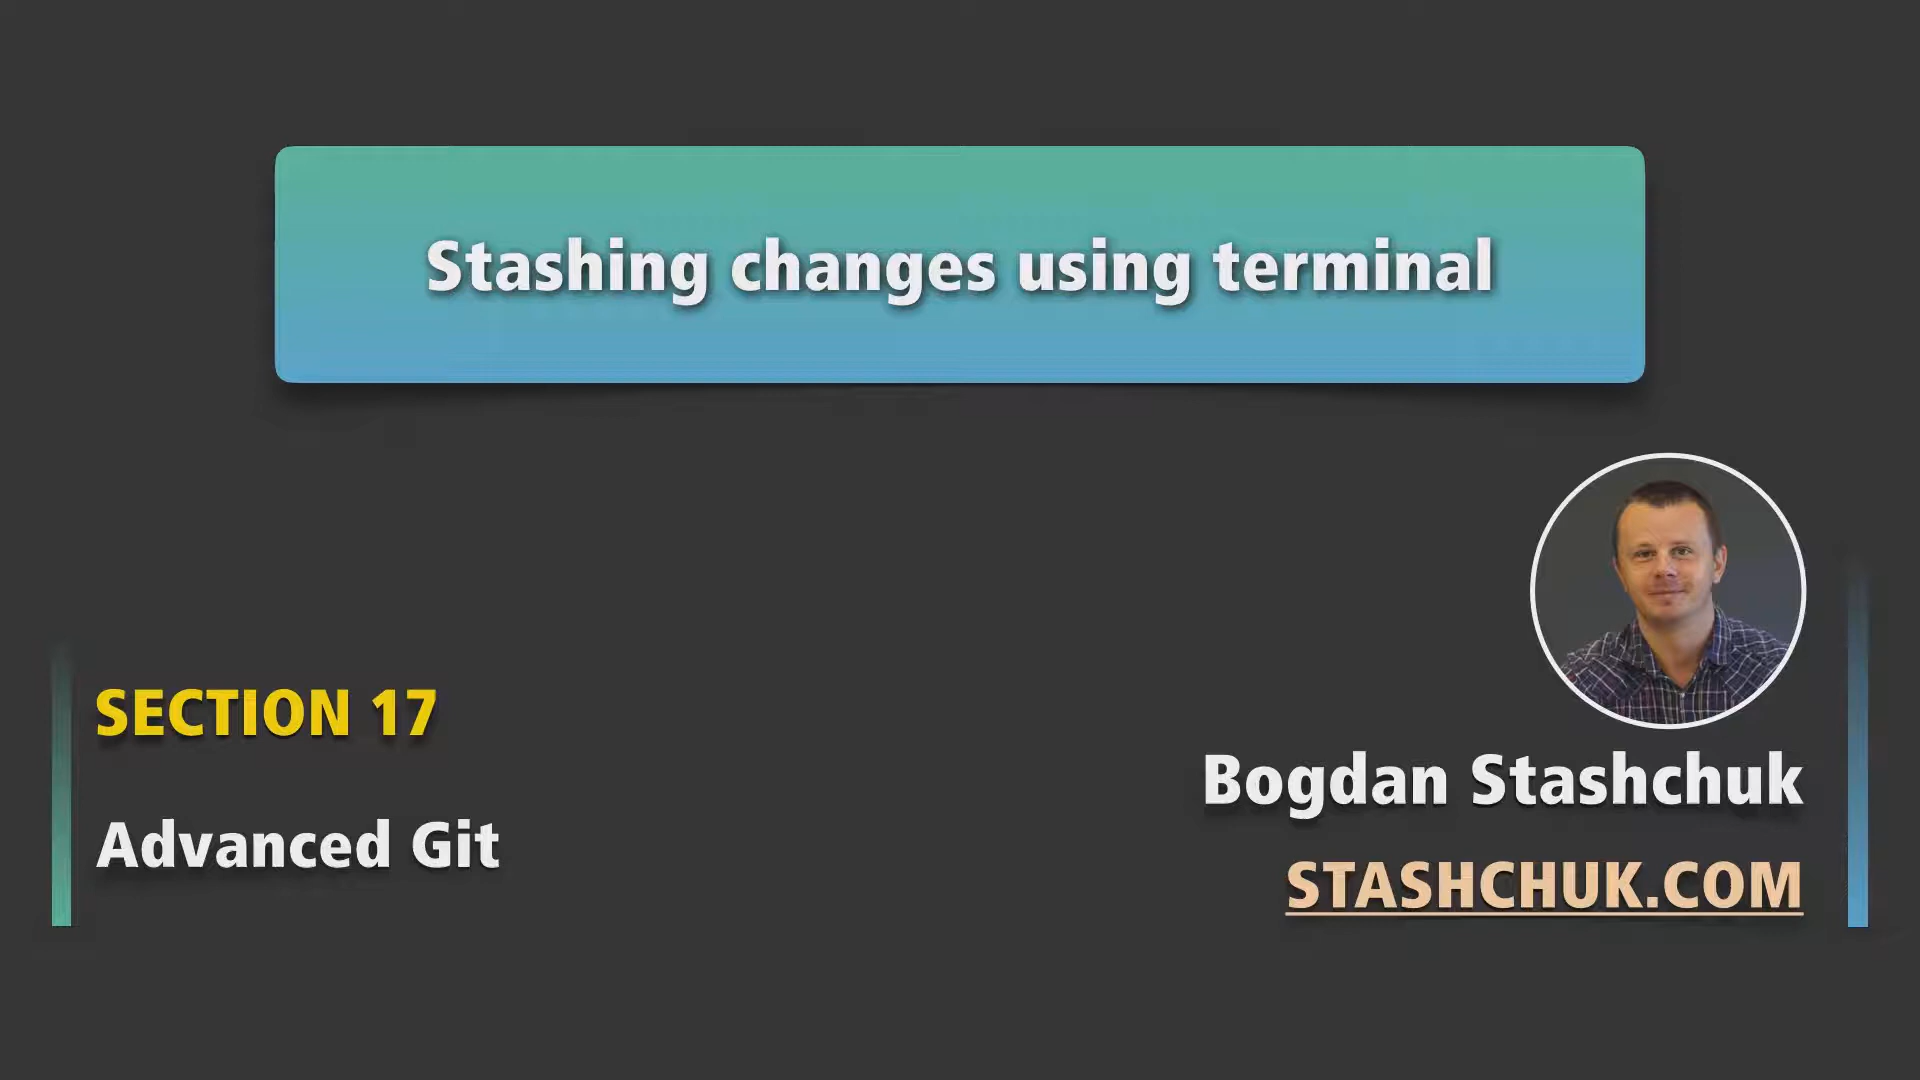 Stashing changes using terminal
SECTION 17
Advanced Git
Bogdan Stashchuk
STASHCHUK.COM